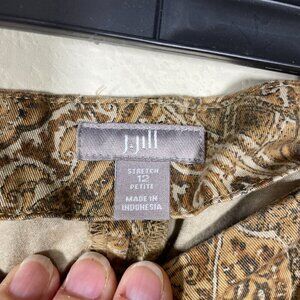 J.Jill
STRETCH
12
PETITE
MADE IN
INDONESIA